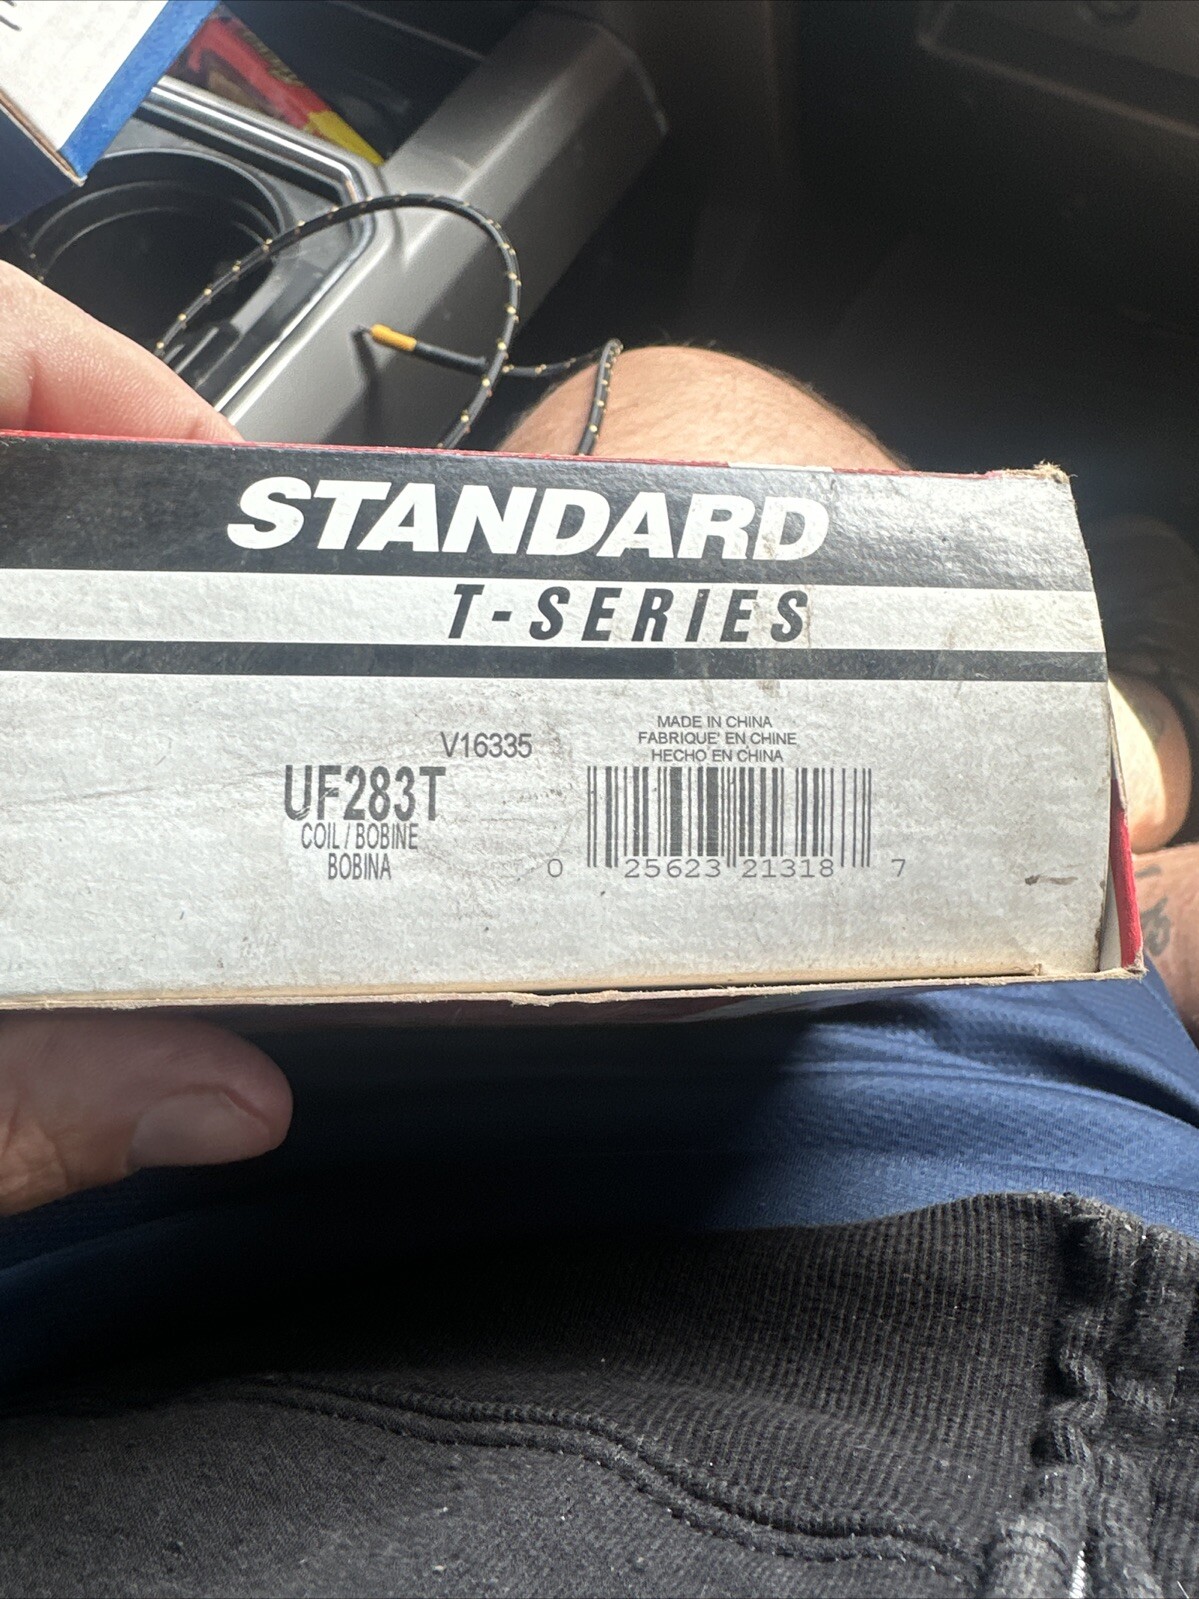 STANDARD
T-SERIES
V16335
UF283T
COIL / BOBINE
BOBINA
MADE IN CHINA
FABRIQUE' EN CHINE
HECHO EN CHINA
0 25623 21318 7